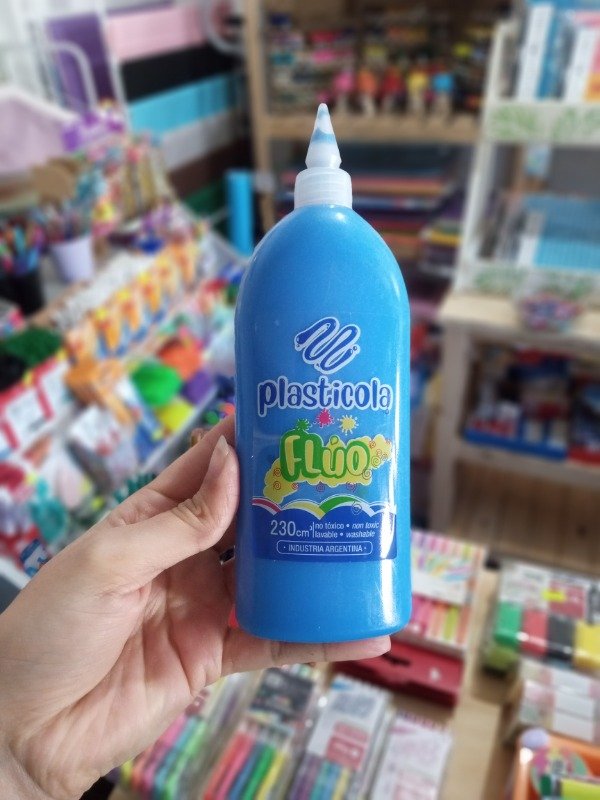 plasticola
FLúO
230cm³
no tóxico • non toxic
lavable • washable
• INDUSTRIA ARGENTINA •